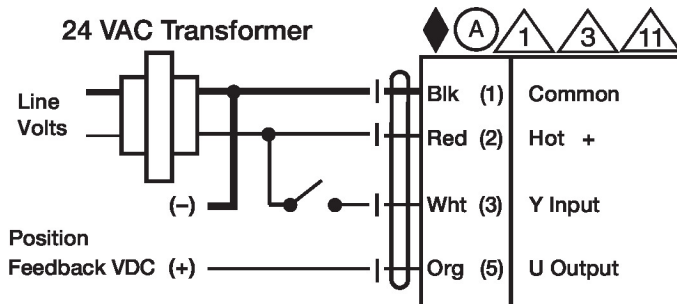 24 VAC Transformer
A 1 3 11
Line
Volts
Blk (1) Common
Red (2) Hot +
(–)
Wht (3) Y Input
Position
Feedback VDC (+)
Org (5) U Output